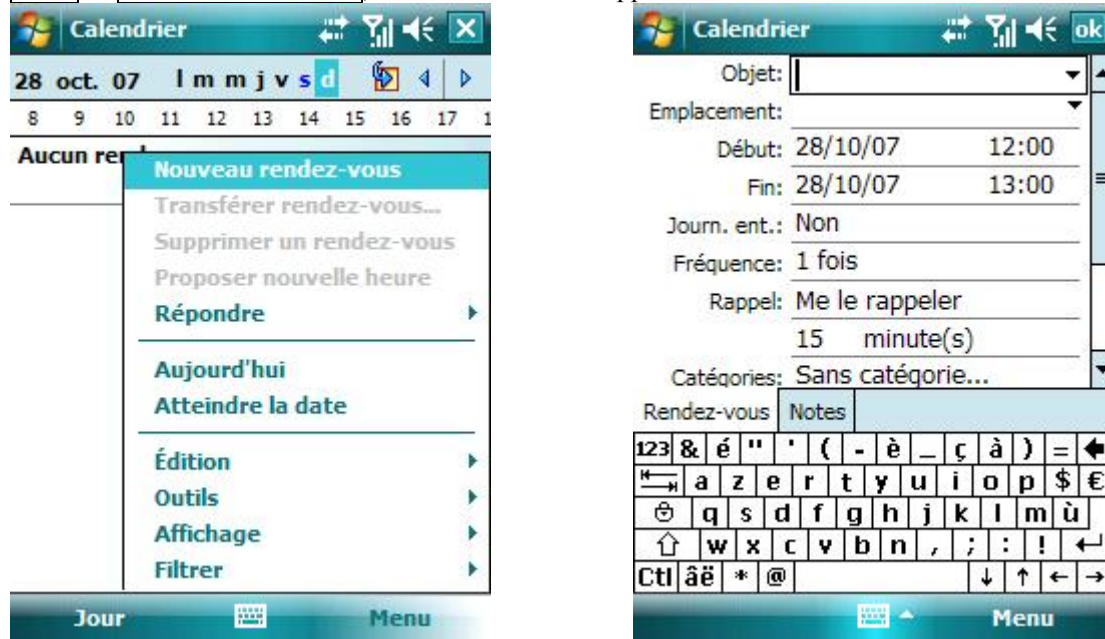 Calendrier
28 oct. 07 l m m j v s d
8 9 10 11 12 13 14 15 16 17
Aucun
Nouveau rendez-vous
Transférer rendez-vous...
Supprimer un rendez-vous
Proposer nouvelle heure
Répondre
Aujourd'hui
Atteindre la date
Édition
Outils
Affichage
Filtrer
Jour Menu
Calendrier ok
Objet:
Emplacement:
Début: 28/10/07 12:00
Fin: 28/10/07 13:00
Journ. ent.: Non
Fréquence: 1 fois
Rappel: Me le rappeler
15 minute(s)
Catégories: Sans catégorie...
Rendez-vous Notes
123 & é " ' ( - è _ ç à ) =
a z e r t y u i o p $ €
q s d f g h j k l m ù
w x c v b n , ; : !
Ctl âë * @ ↓ ↑ ← →
Menu